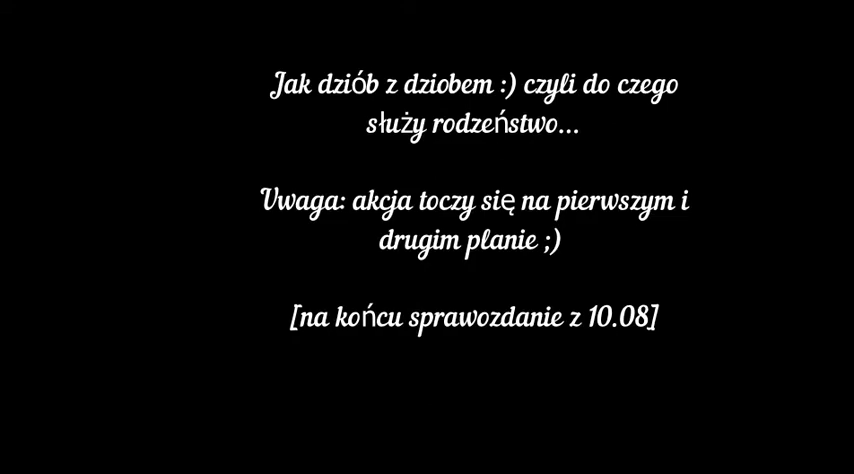 Jak dziób z dziobem :) czyli do czego
służy rodzeństwo...
Uwaga: akcja toczy się na pierwszym i
drugim planie ;)
[na końcu sprawozdanie z 10.08]